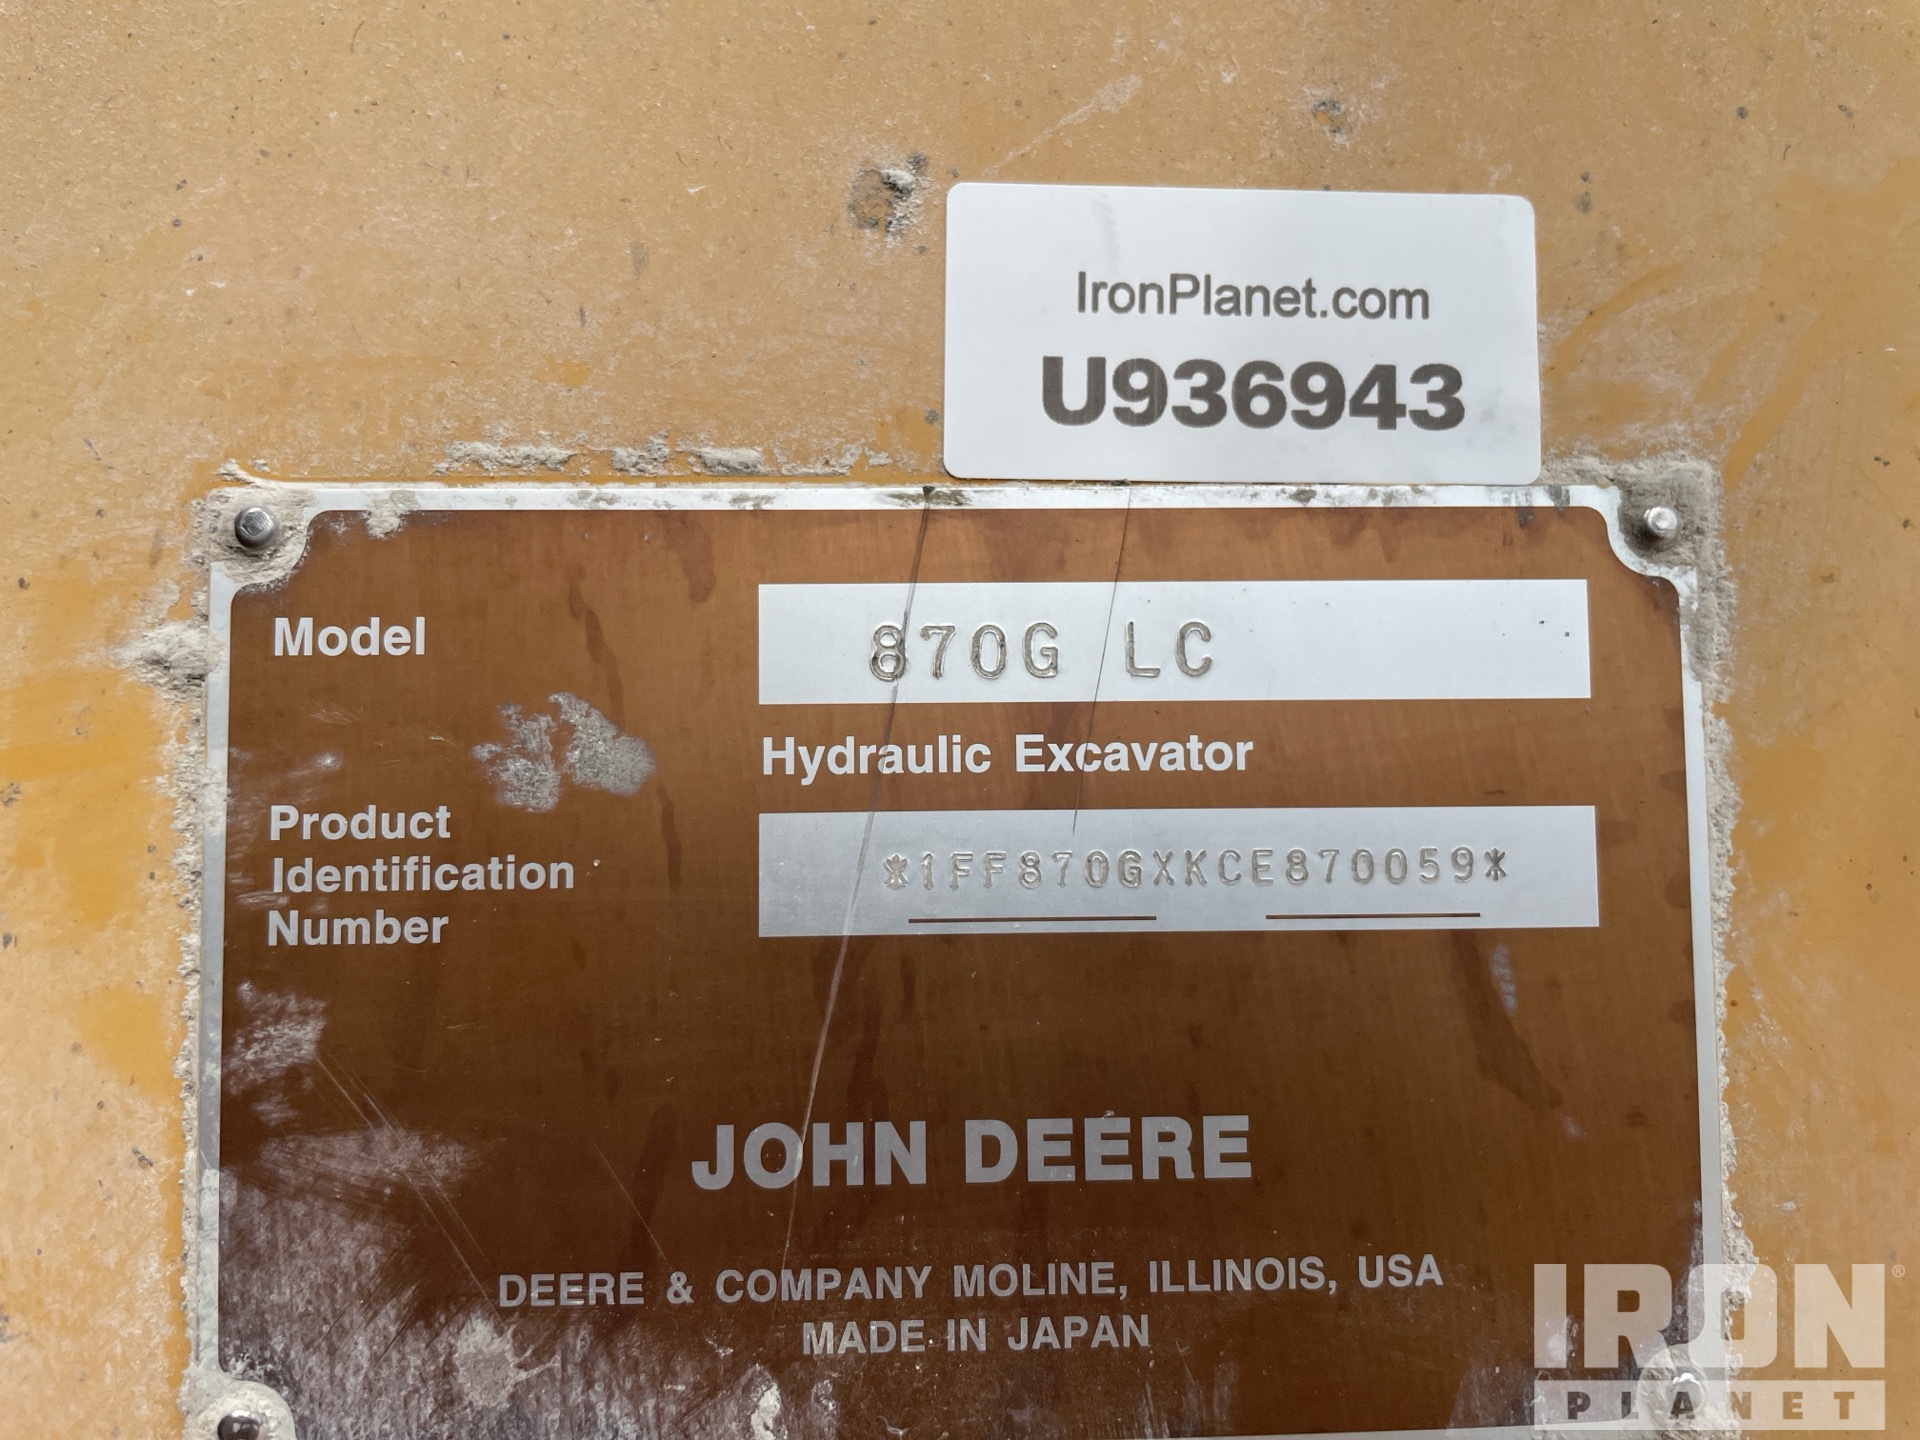 IronPlanet.com
U936943
Model
870G LC
Hydraulic Excavator
Product
Identification
Number
*1FF870GXKCE870059*
JOHN DEERE
DEERE & COMPANY MOLINE, ILLINOIS, USA
MADE IN JAPAN
IRON®
PLANET